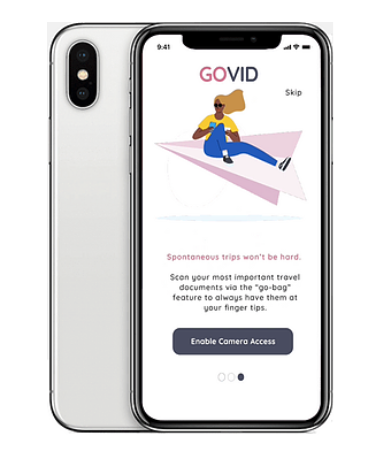 9:41
GOVID
Skip
Spontaneous trips won't be hard.
Scan your most important travel
documents via the "go-bag"
feature to always have them at
your finger tips.
Enable Camera Access